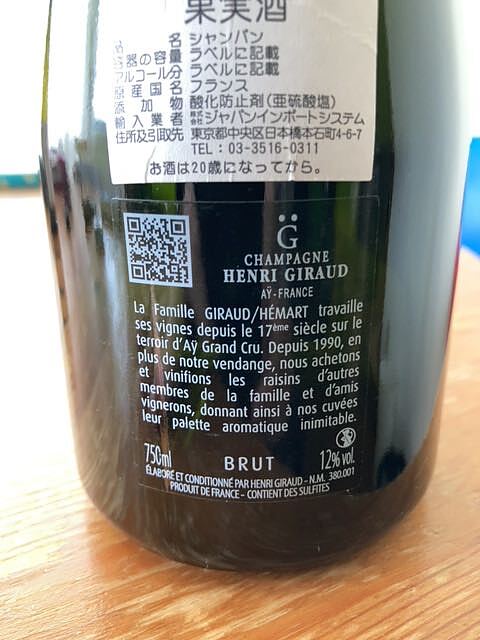 果実酒
品名 シャンパン
容器の容量 ラベルに記載
アルコール分 ラベルに記載
原産国名 フランス
添加物 酸化防止剤(亜硫酸塩)
輸入業者 株式会社ジャパンインポートシステム
住所及引取先 東京都中央区日本橋本石町4-6-7
TEL:03-3516-0311
お酒は20歳になってから。
G̈
CHAMPAGNE
HENRI GIRAUD
AŸ-FRANCE
La Famille GIRAUD/HÉMART travaille
ses vignes depuis le 17ème siècle sur le
terroir d'Aÿ Grand Cru. Depuis 1990, en
plus de notre vendange, nous achetons
et vinifions les raisins d'autres
membres de la famille et d'amis
vignerons, donnant ainsi à nos cuvées
leur palette aromatique inimitable.
750ml BRUT 12% vol.
ÉLABORÉ ET CONDITIONNÉ PAR HENRI GIRAUD - N.M. 380.001
PRODUIT DE FRANCE - CONTIENT DES SULFITES